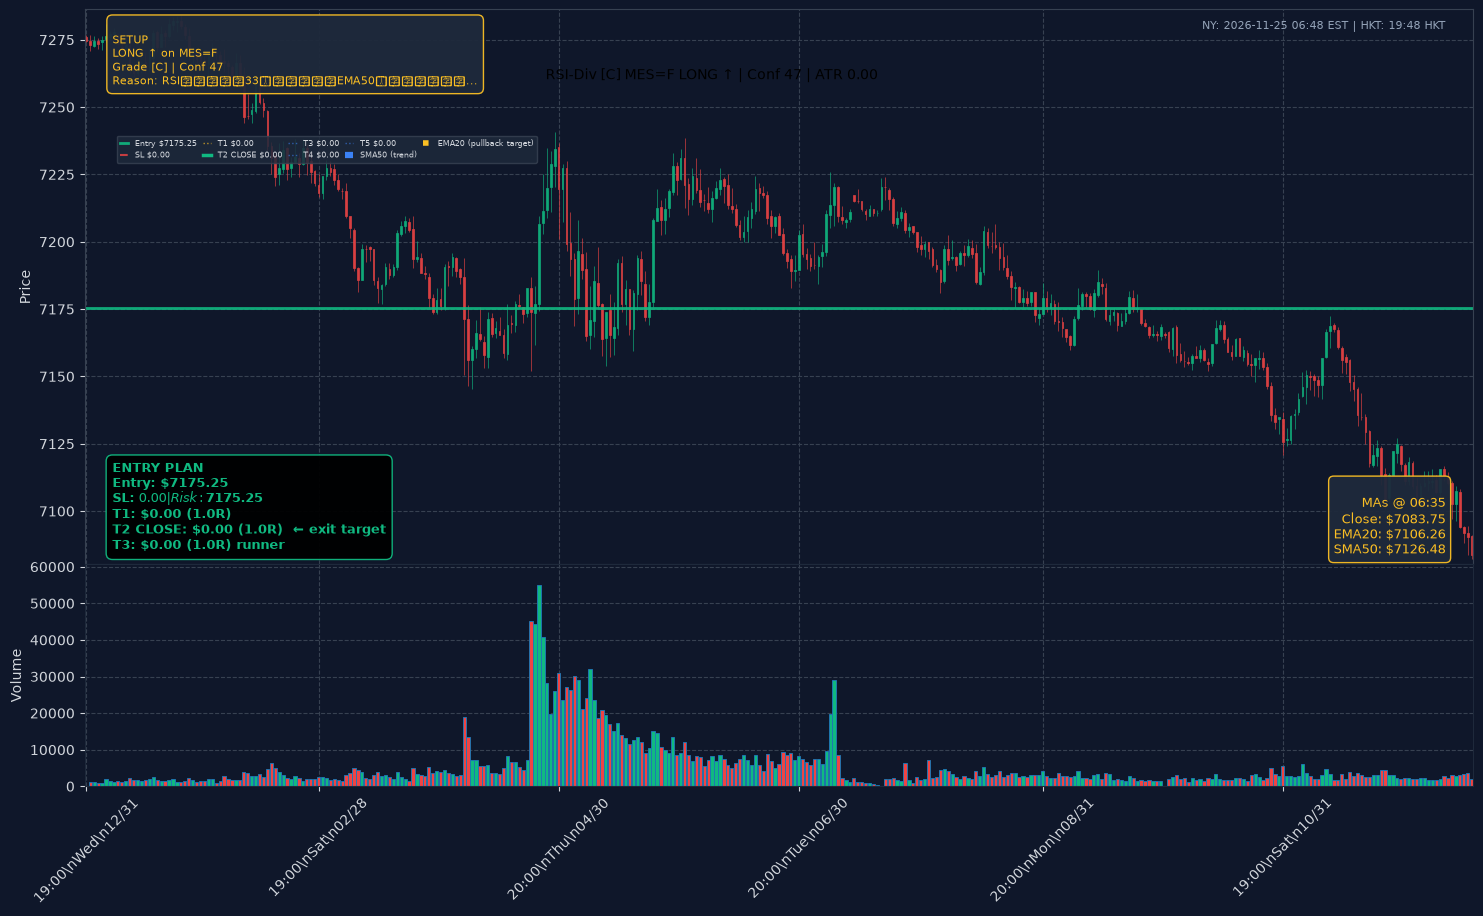 NY: 2026-11-25 06:48 EST | HKT: 19:48 HKT
SETUP
LONG ↑ on MES=F
Grade [C] | Conf 47
Reason: RSI▯▯▯▯▯33▯▯▯▯▯▯EMA50▯▯▯▯▯▯▯...
RSI-Div [C] MES=F LONG ↑ | Conf 47 | ATR 0.00
Entry $7175.25 T1 $0.00 T3 $0.00 T5 $0.00 EMA20 (pullback target)
SL $0.00 T2 CLOSE $0.00 T4 $0.00 SMA50 (trend)
Price
7275
7250
7225
7200
7175
7150
7125
7100
ENTRY PLAN
Entry: $7175.25
SL: 0.00|Risk:7175.25
T1: $0.00 (1.0R)
T2 CLOSE: $0.00 (1.0R) ← exit target
T3: $0.00 (1.0R) runner
MAs @ 06:35
Close: $7083.75
EMA20: $7106.26
SMA50: $7126.48
Volume
60000
50000
40000
30000
20000
10000
0
19:00\nWed\n12/31
19:00\nSat\n02/28
20:00\nThu\n04/30
20:00\nTue\n06/30
20:00\nMon\n08/31
19:00\nSat\n10/31